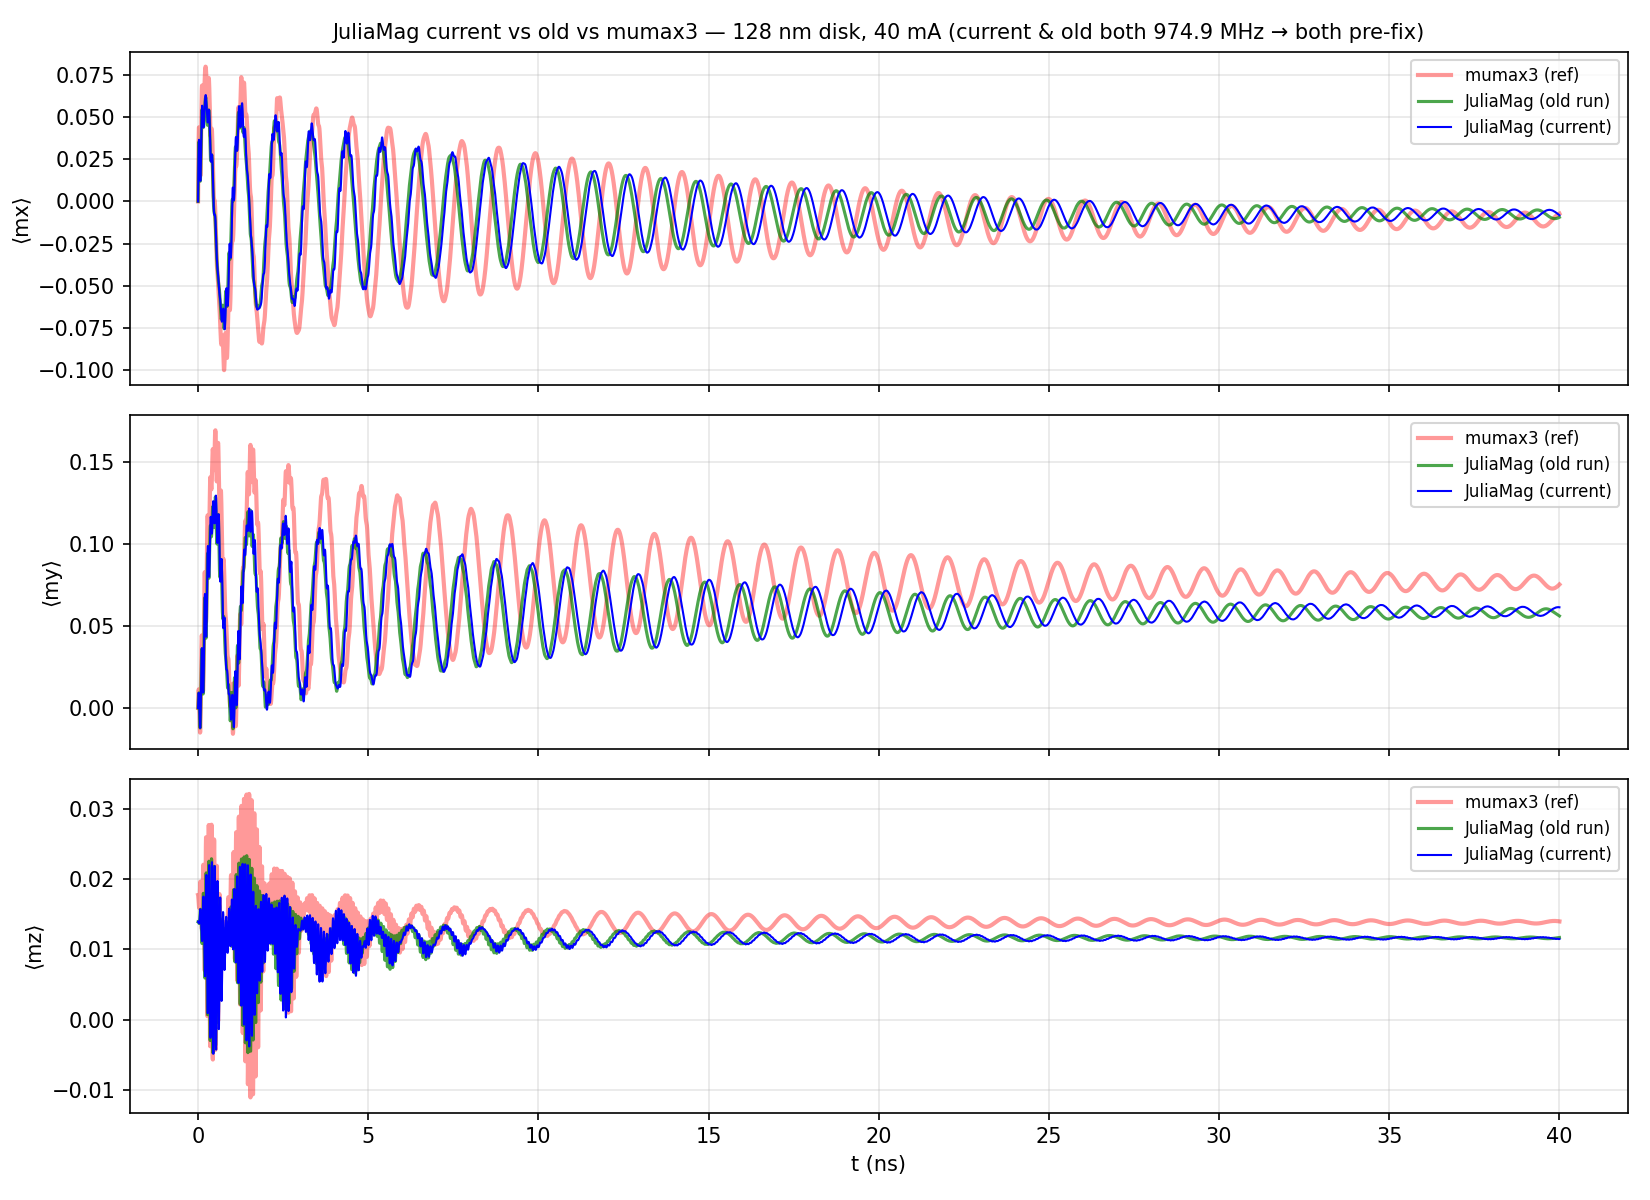 JuliaMag current vs old vs mumax3 — 128 nm disk, 40 mA (current & old both 974.9 MHz → both pre-fix)
0.075
0.050
0.025
0.000
−0.025
−0.050
−0.075
−0.100
⟨mx⟩
mumax3 (ref)
JuliaMag (old run)
JuliaMag (current)
0.15
0.10
0.05
0.00
⟨my⟩
mumax3 (ref)
JuliaMag (old run)
JuliaMag (current)
0.03
0.02
0.01
0.00
−0.01
⟨mz⟩
mumax3 (ref)
JuliaMag (old run)
JuliaMag (current)
0 5 10 15 20 25 30 35 40
t (ns)